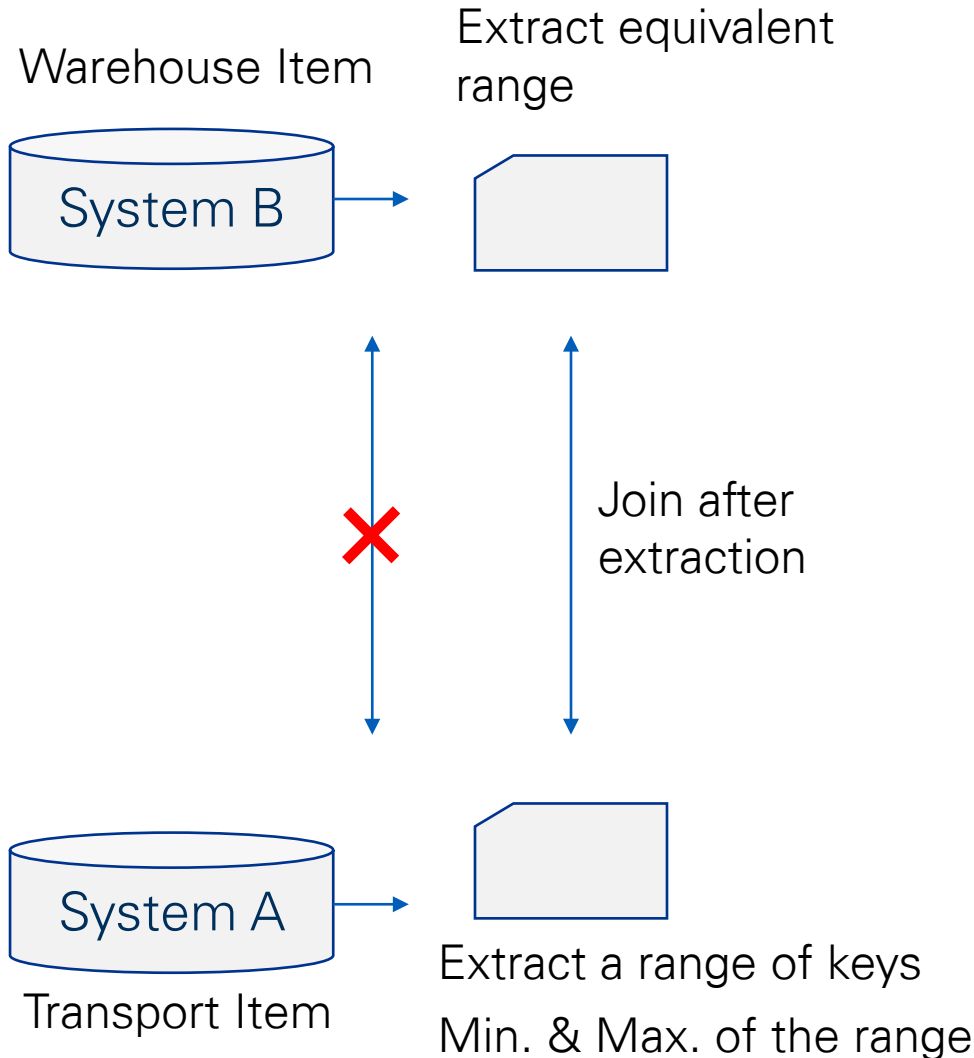 Warehouse Item
Extract equivalent
range
System B
Join after
extraction
System A
Transport Item
Extract a range of keys
Min. & Max. of the range